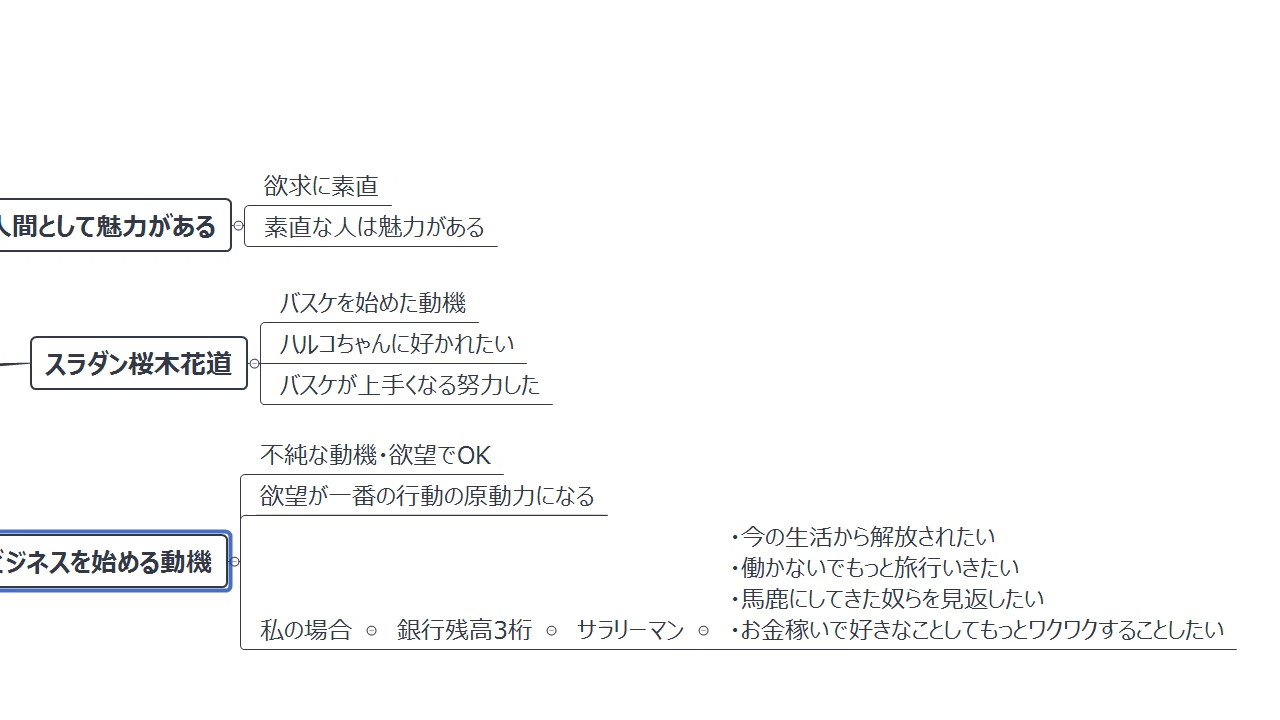 欲求に素直
人間として魅力がある
素直な人は魅力がある
バスケを始めた動機
ハルコちゃんに好かれたい
スラダン桜木花道
バスケが上手くなる努力した
不純な動機・欲望でOK
欲望が一番の行動の原動力になる
ビジネスを始める動機
・今の生活から解放されたい
・働かないでもっと旅行いきたい
・馬鹿にしてきた奴らを見返したい
私の場合 銀行残高3桁 サラリーマン ・お金稼いで好きなことしてもっとワクワクすることしたい